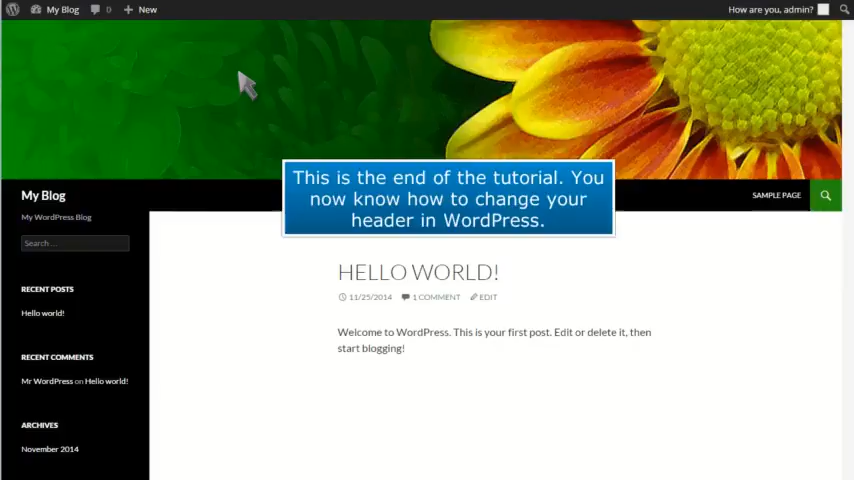 My Blog 0 New How are you, admin?
This is the end of the tutorial. You
now know how to change your
header in WordPress.
My Blog SAMPLE PAGE
My WordPress Blog
Search ...
HELLO WORLD!
11/25/2014 1 COMMENT EDIT
Welcome to WordPress. This is your first post. Edit or delete it, then
start blogging!
RECENT POSTS
Hello world!
RECENT COMMENTS
Mr WordPress on Hello world!
ARCHIVES
November 2014